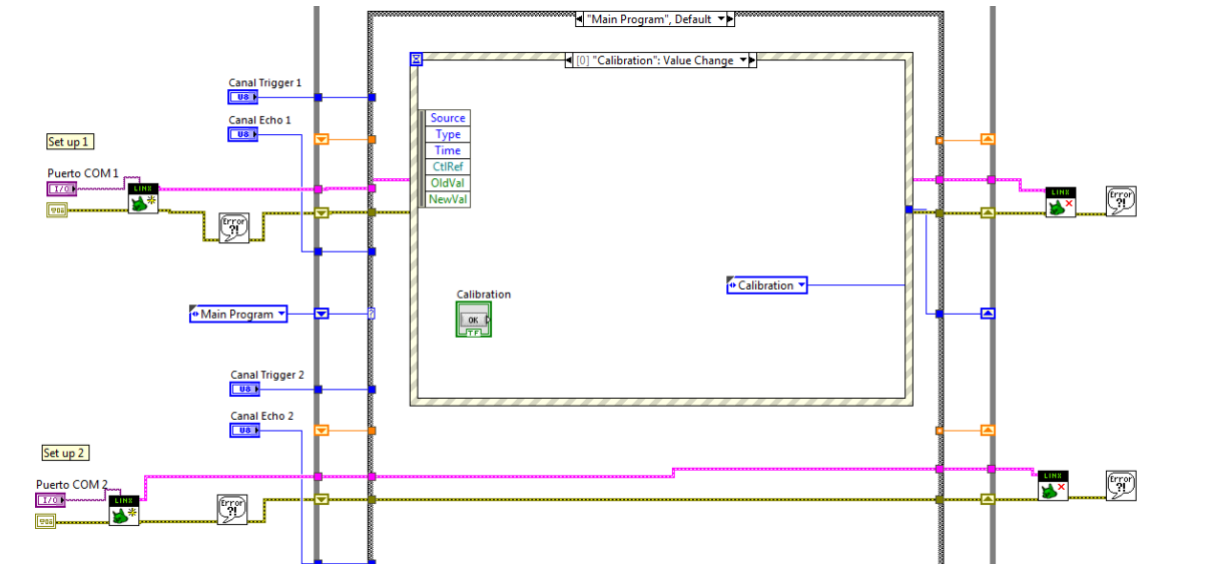 "Main Program", Default
[0] "Calibration": Value Change
Canal Trigger 1
U8
Canal Echo 1
U8
Source
Type
Time
CtlRef
OldVal
NewVal
Set up 1
Puerto COM 1
I/O
LINX
Error
?!
LINX
Error
?!
Main Program
Calibration
Calibration
OK
TF
Canal Trigger 2
U8
Canal Echo 2
U8
Set up 2
Puerto COM 2
I/O
LINX
Error
?!
LINX
Error
?!